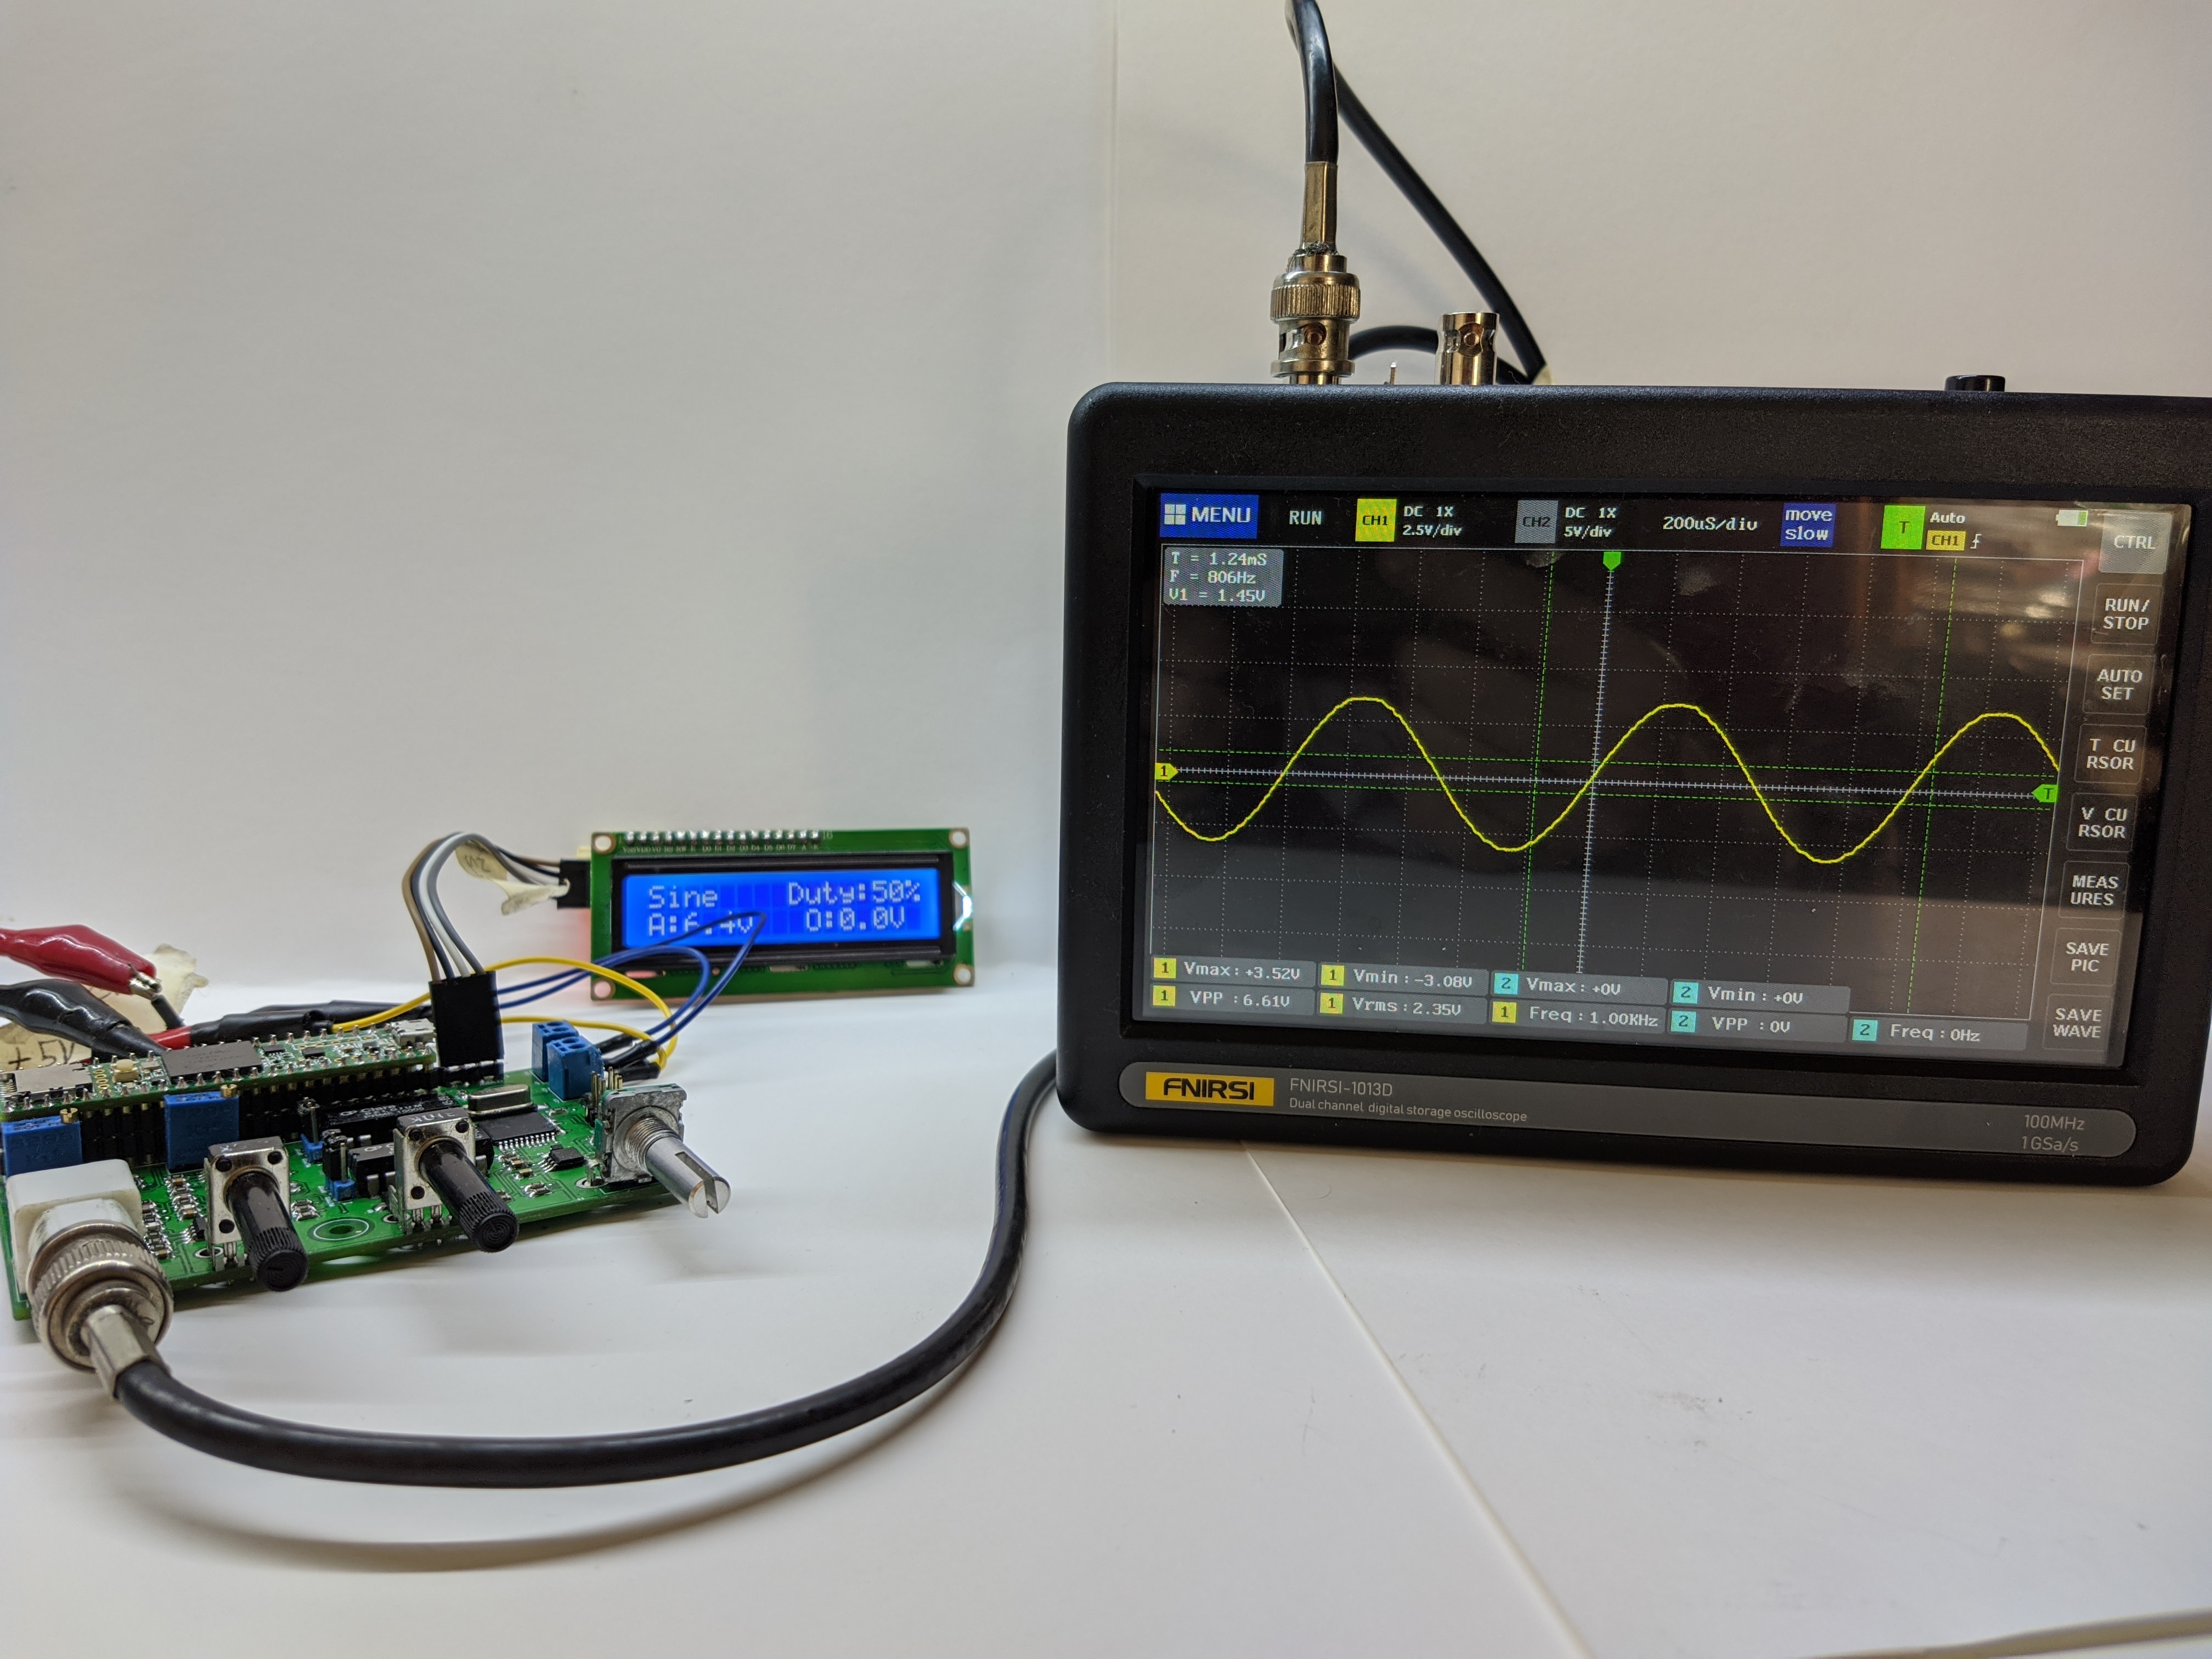 Sine Duty:50%
A:6.4V O:0.0V
+5V
MENU RUN CH1 DC 1X 2.5V/div CH2 DC 1X 5V/div 200uS/div move slow T Auto CH1
T = 1.24mS
F = 806Hz
V1 = 1.45V
1
T
CTRL
RUN/
STOP
AUTO
SET
T CU
RSOR
V CU
RSOR
MEAS
URES
SAVE
PIC
SAVE
WAVE
1 Vmax:+3.52V 1 Vmin:-3.08V 2 Vmax:+0V 2 Vmin:+0V
1 VPP:6.61V 1 Vrms:2.35V 1 Freq:1.00KHz 2 VPP:0V 2 Freq:0Hz
FNIRSI FNIRSI-1013D
Dual channel digital storage oscilloscope
100MHz
1GSa/s